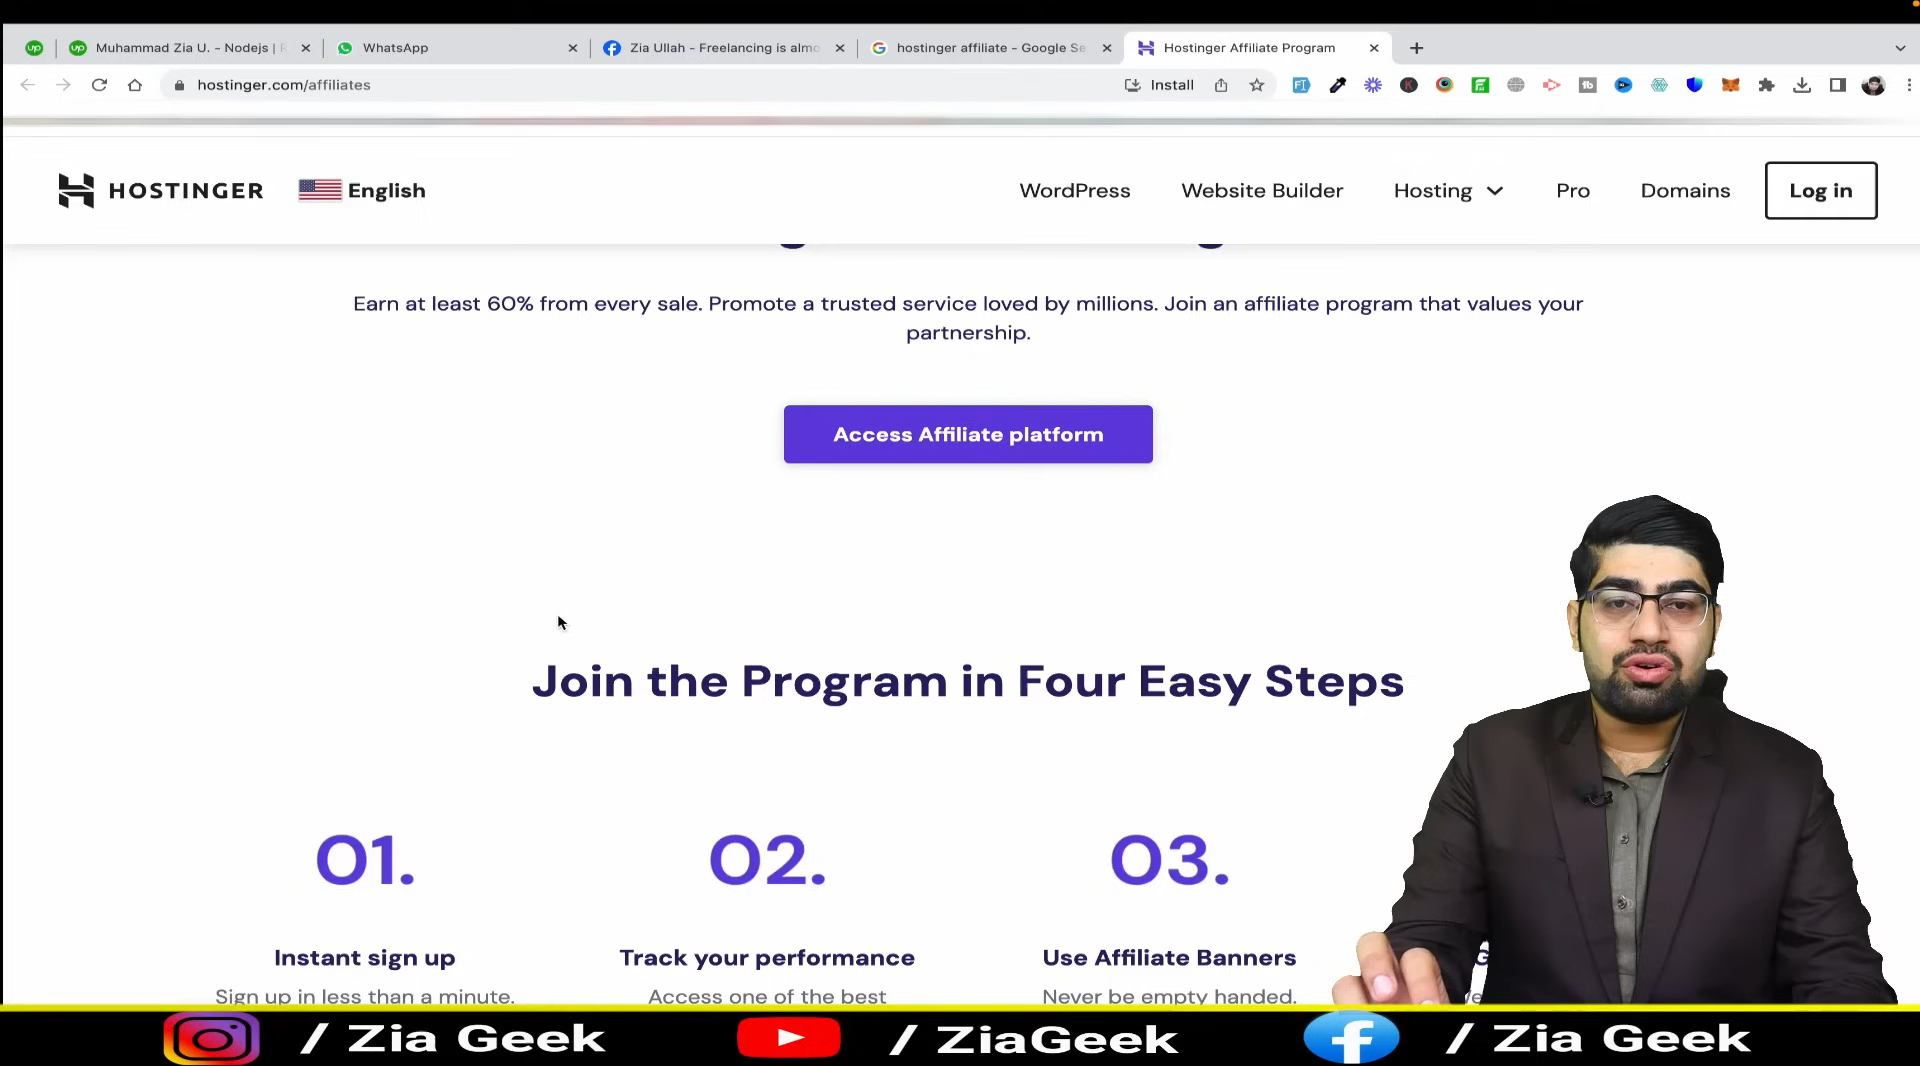 Muhammad Zia U. - Nodejs |
WhatsApp
Zia Ullah - Freelancing is almo
hostinger affiliate - Google Se
Hostinger Affiliate Program
hostinger.com/affiliates
Install
HOSTINGER
English
WordPress
Website Builder
Hosting
Pro
Domains
Log in
Earn at least 60% from every sale. Promote a trusted service loved by millions. Join an affiliate program that values your
partnership.
Access Affiliate platform
Join the Program in Four Easy Steps
01.
02.
03.
Instant sign up
Track your performance
Use Affiliate Banners
Sign up in less than a minute.
Access one of the best
Never be empty handed.
/ Zia Geek
/ ZiaGeek
/ Zia Geek